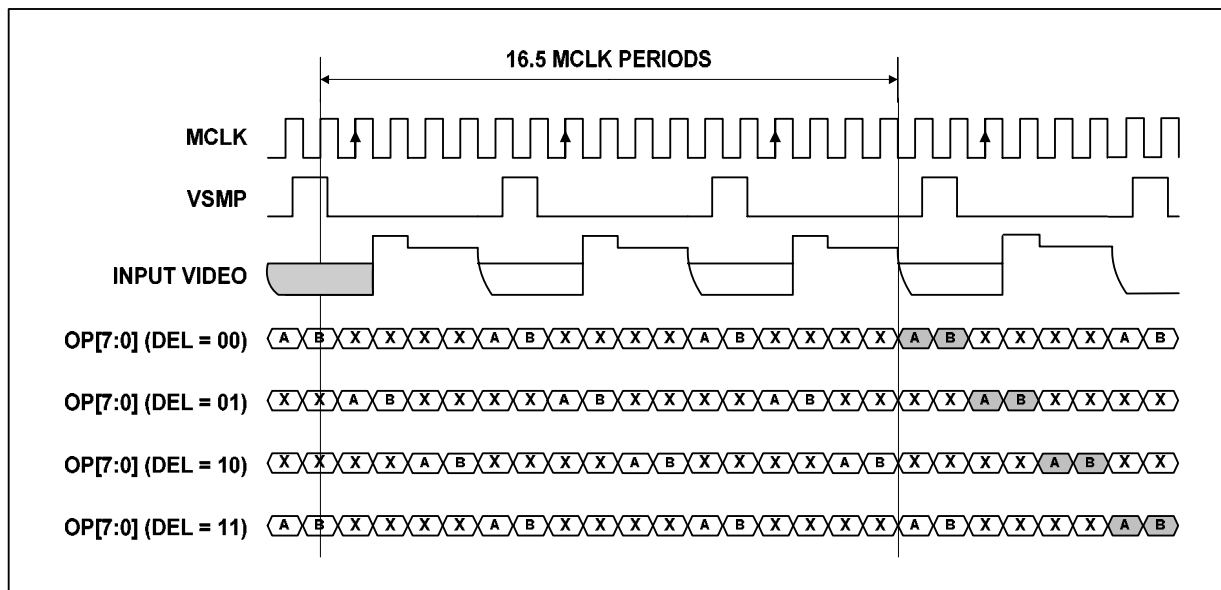 16.5 MCLK PERIODS
MCLK
VSMP
INPUT VIDEO
OP[7:0] (DEL = 00) A B X X X X A B X X X X A B X X X X A B X X X X A B
OP[7:0] (DEL = 01) X X A B X X X X A B X X X X A B X X X X A B X X X X
OP[7:0] (DEL = 10) X X X X A B X X X X A B X X X X A B X X X X A B X X
OP[7:0] (DEL = 11) A B X X X X A B X X X X A B X X X X A B X X X X A B